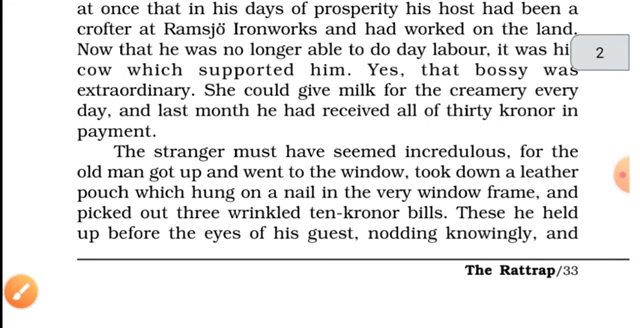 at once that in his days of prosperity his host had been a
crofter at Ramsjö Ironworks and had worked on the land.
Now that he was no longer able to do day labour, it was hi
2
cow which supported him. Yes, that bossy was
extraordinary. She could give milk for the creamery every
day, and last month he had received all of thirty kronor in
payment.
The stranger must have seemed incredulous, for the
old man got up and went to the window, took down a leather
pouch which hung on a nail in the very window frame, and
picked out three wrinkled ten-kronor bills. These he held
up before the eyes of his guest, nodding knowingly, and
The Rattrap/33